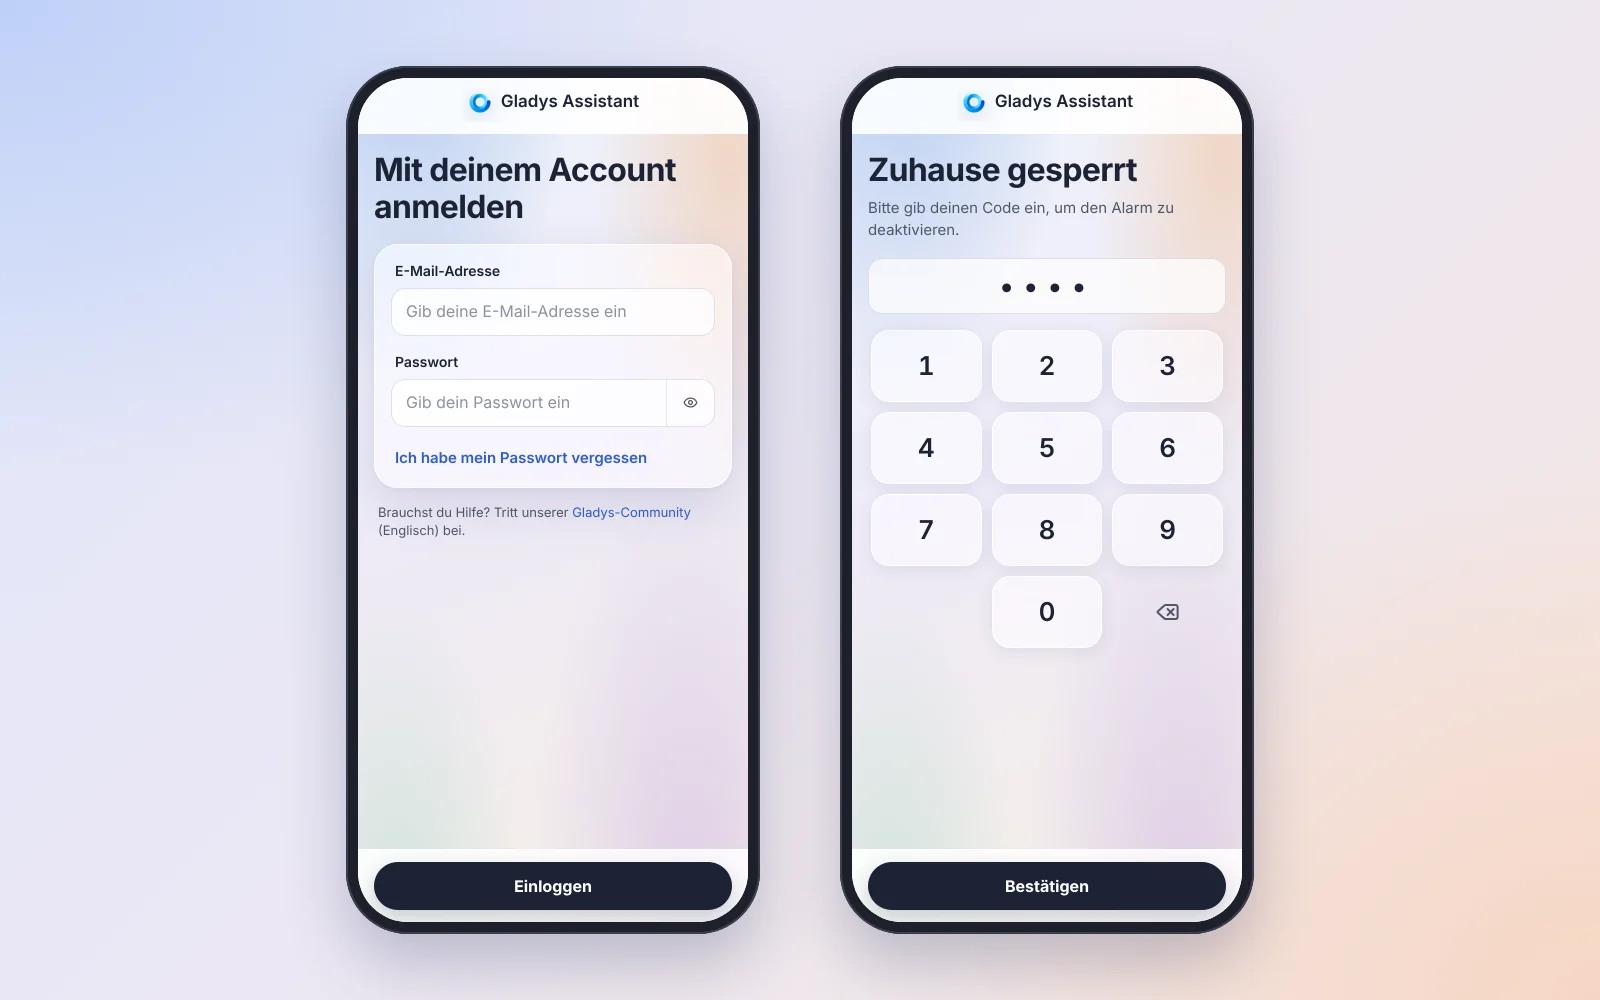 Gladys Assistant
Mit deinem Account
anmelden
E-Mail-Adresse
Gib deine E-Mail-Adresse ein
Passwort
Gib dein Passwort ein
Ich habe mein Passwort vergessen
Brauchst du Hilfe? Tritt unserer Gladys-Community
(Englisch) bei.
Einloggen
Gladys Assistant
Zuhause gesperrt
Bitte gib deinen Code ein, um den Alarm zu
deaktivieren.
1 2 3
4 5 6
7 8 9
0
Bestätigen